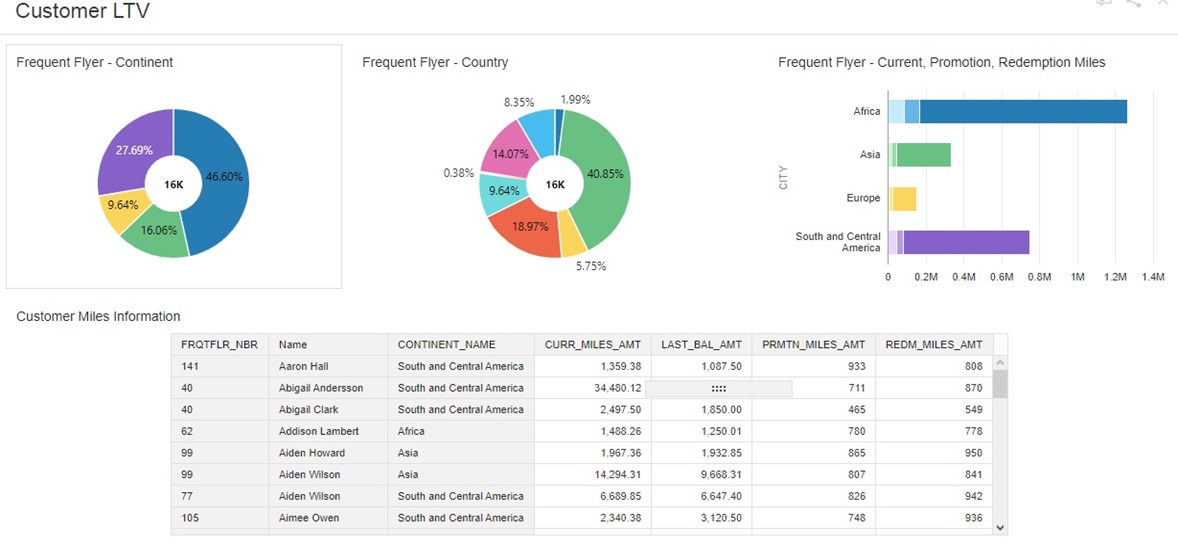 Customer LTV
Frequent Flyer - Continent
46.60%
16.06%
9.64%
27.69%
16K
Frequent Flyer - Country
1.99%
40.85%
5.75%
18.97%
9.64%
0.38%
14.07%
8.35%
16K
Frequent Flyer - Current, Promotion, Redemption Miles
CITY
Africa
Asia
Europe
South and Central
America
0 0.2M 0.4M 0.6M 0.8M 1M 1.2M 1.4M
Customer Miles Information
FRQTFLR_NBR Name CONTINENT_NAME CURR_MILES_AMT LAST_BAL_AMT PRMTN_MILES_AMT REDM_MILES_AMT
141 Aaron Hall South and Central America 1,359.38 1,087.50 933 808
40 Abigail Andersson South and Central America 34,480.12 711 870
40 Abigail Clark South and Central America 2,497.50 1,850.00 465 549
62 Addison Lambert Africa 1,488.26 1,250.01 780 778
99 Aiden Howard Asia 1,967.36 1,932.85 865 950
99 Aiden Wilson Asia 14,294.31 9,668.31 807 841
77 Aiden Wilson South and Central America 6,689.85 6,647.40 826 942
105 Aimee Owen South and Central America 2,340.38 3,120.50 748 936